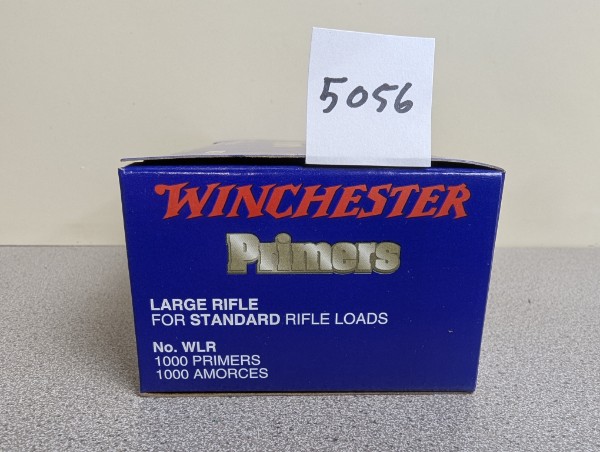 5056
WINCHESTER
Primers
LARGE RIFLE
FOR STANDARD RIFLE LOADS
No. WLR
1000 PRIMERS
1000 AMORCES